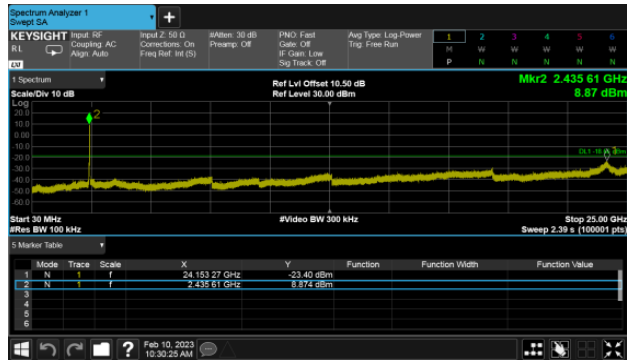 Spectrum Analyzer 1
Swept SA
+
KEYSIGHT Input: RF Input Z: 50 Ω #Atten: 30 dB PNO: Fast Avg Type: Log-Power 1 2 3 4 5 6
RL Coupling: AC Corrections: On Preamp: Off Gate: Off Trig: Free Run M W W W W W
Align: Auto Freq Ref: Int (S) IF Gain: Low
Sig Track: Off P N N N N N
LXI
1 Spectrum
Ref Lvl Offset 10.50 dB Mkr2 2.435 61 GHz
Scale/Div 10 dB Ref Level 30.00 dBm 8.87 dBm
Log
20.0
10.0
0.00
-10.0
-20.0
-30.0
-40.0
-50.0
-60.0
2
Start 30 MHz #Video BW 300 kHz Stop 25.00 GHz
#Res BW 100 kHz Sweep 2.39 s (100001 pts)
5 Marker Table
Mode Trace Scale X Y Function Function Width Function Value
1 N 1 f 24.153 27 GHz -23.40 dBm
2 N 1 f 2.435 61 GHz 8.874 dBm
3
4
5
6
?
Feb 10, 2023
10:30:25 AM